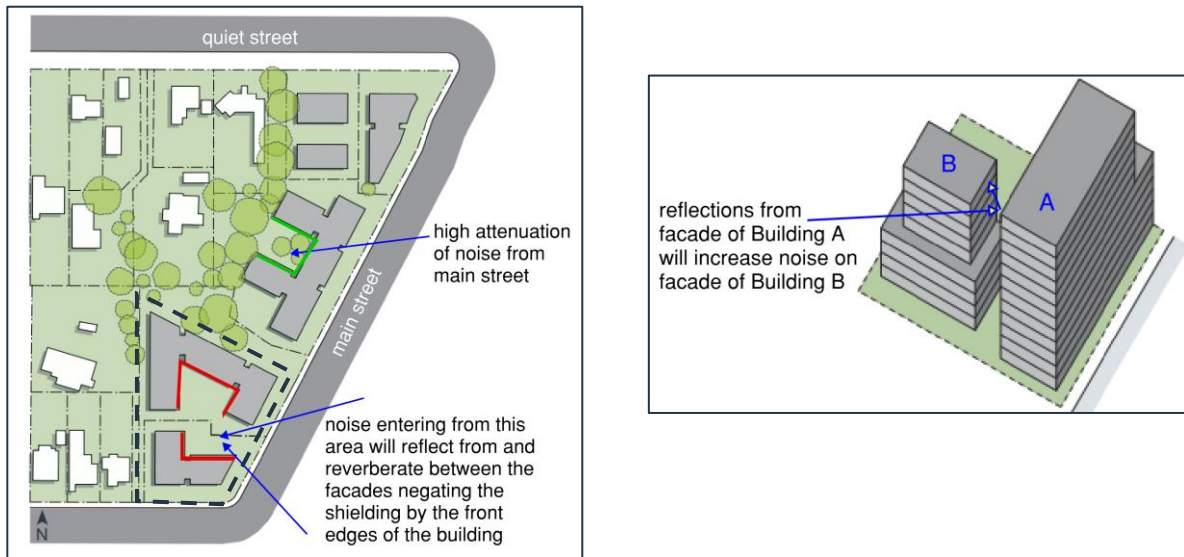 quiet street
high attenuation
of noise from
main street
main street
noise entering from this
area will reflect from and
reverberate between the
facades negating the
shielding by the front
edges of the building
N
B
A
reflections from
facade of Building A
will increase noise on
facade of Building B